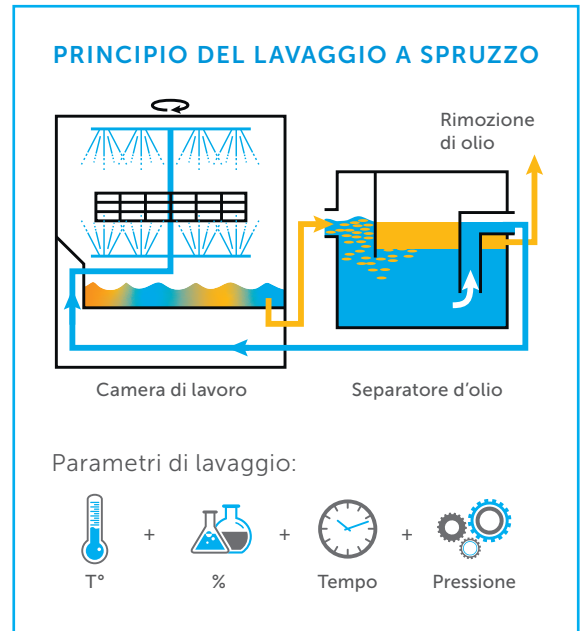 PRINCIPIO DEL LAVAGGIO A SPRUZZO
Rimozione
di olio
Camera di lavoro
Separatore d'olio
Parametri di lavaggio:
+
+
+
T°
%
Tempo
Pressione